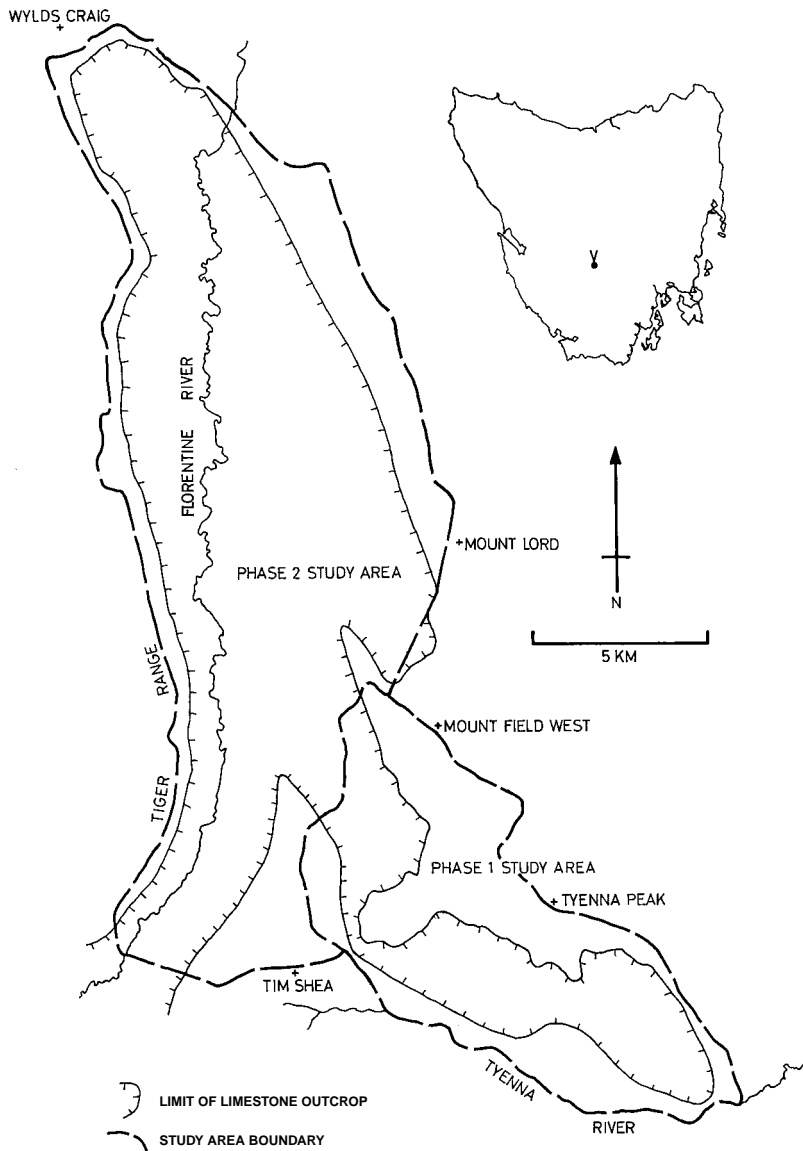 WYLDS CRAIG
FLORENTINE RIVER
MOUNT LORD
PHASE 2 STUDY AREA
N
5 KM
TIGER RANGE
MOUNT FIELD WEST
PHASE 1 STUDY AREA
TYENNA PEAK
TIM SHEA
TYENNA RIVER
LIMIT OF LIMESTONE OUTCROP
STUDY AREA BOUNDARY